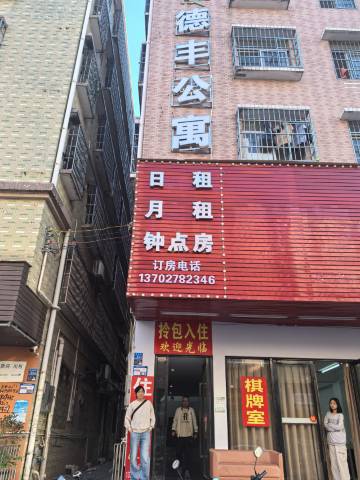 德丰公寓
日租
月租
钟点房
订房电话
13702782346
拎包入住
欢迎光临
棋牌室
住